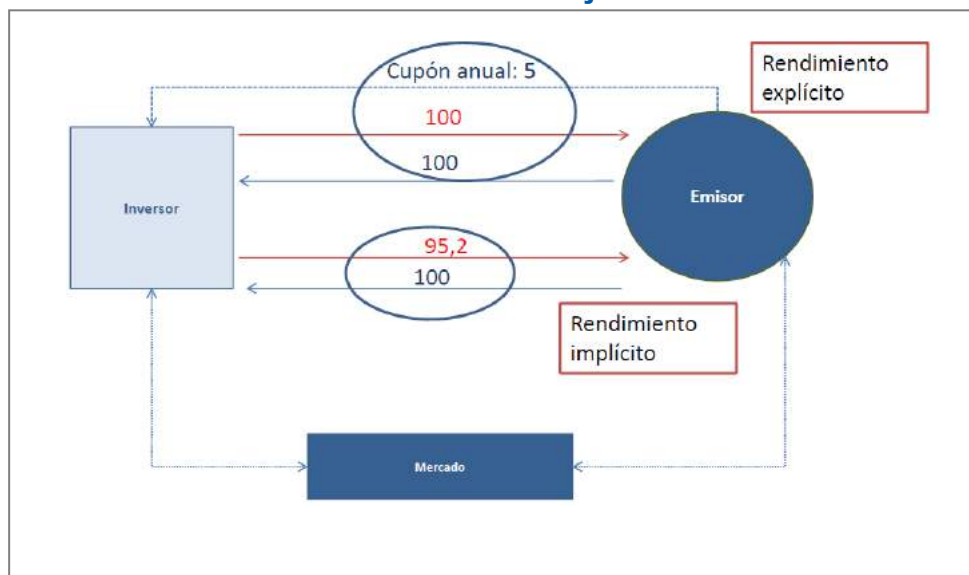 Cupón anual: 5
Rendimiento
explícito
100
100
Inversor
Emisor
95,2
100
Rendimiento
implícito
Mercado